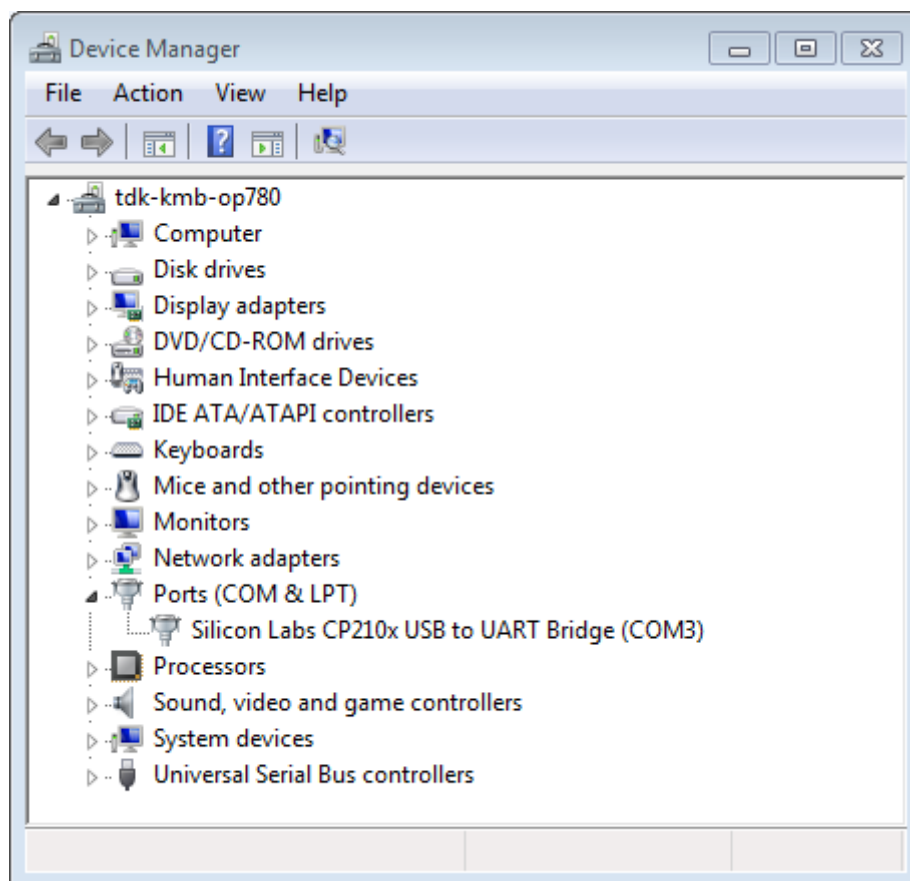 Device Manager
File Action View Help
?
tdk-kmb-op780
Computer
Disk drives
Display adapters
DVD/CD-ROM drives
Human Interface Devices
IDE ATA/ATAPI controllers
Keyboards
Mice and other pointing devices
Monitors
Network adapters
Ports (COM & LPT)
Silicon Labs CP210x USB to UART Bridge (COM3)
Processors
Sound, video and game controllers
System devices
Universal Serial Bus controllers